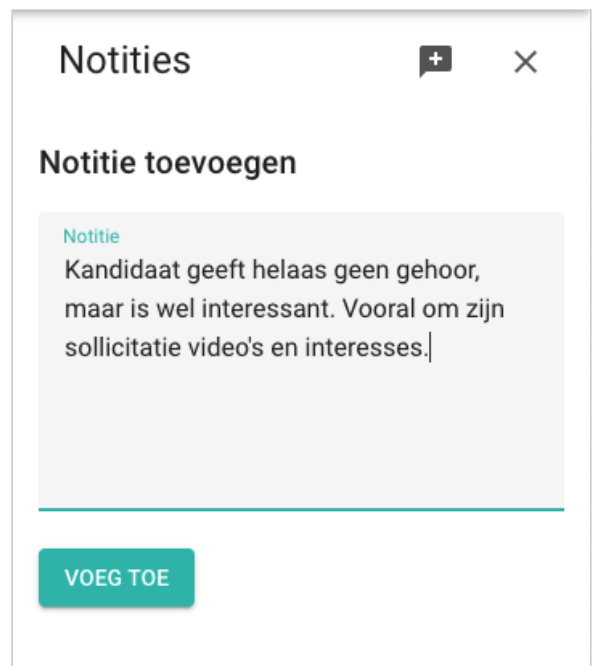 Notities
Notitie toevoegen
Notitie
Kandidaat geeft helaas geen gehoor,
maar is wel interessant. Vooral om zijn
sollicitatie video's en interesses.
VOEG TOE